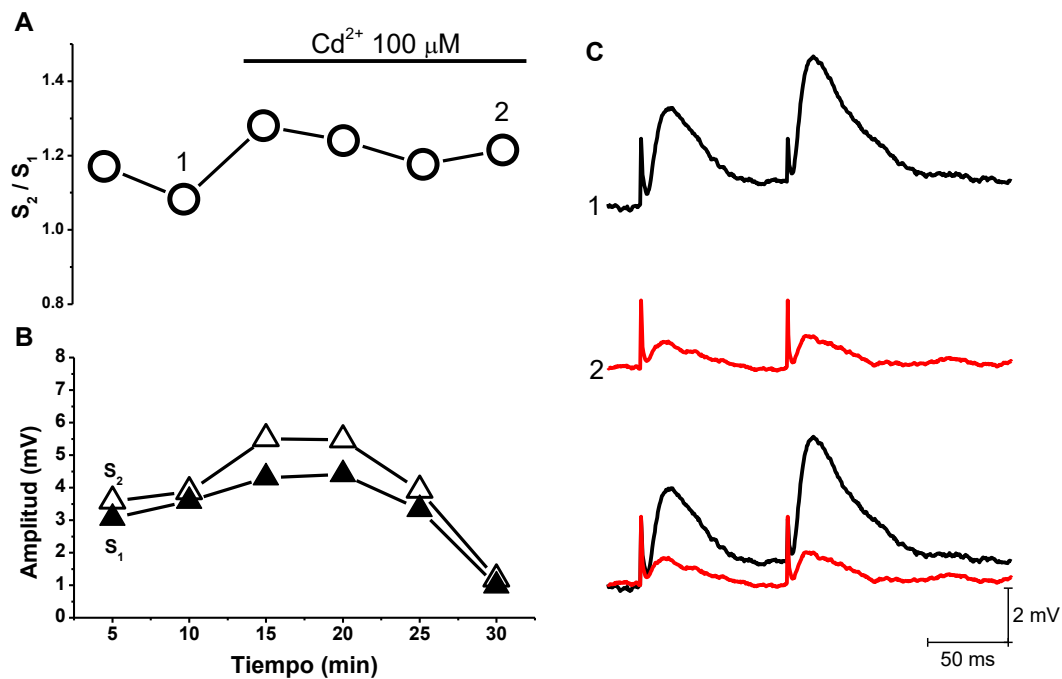 A
Cd²⁺ 100 μM
1.4
1.2
1.0
0.8
S₂ / S₁
1
2
B
8
7
6
5
4
3
2
1
0
Amplitud (mV)
S₂
S₁
5 10 15 20 25 30
Tiempo (min)
C
1
2
2 mV
50 ms